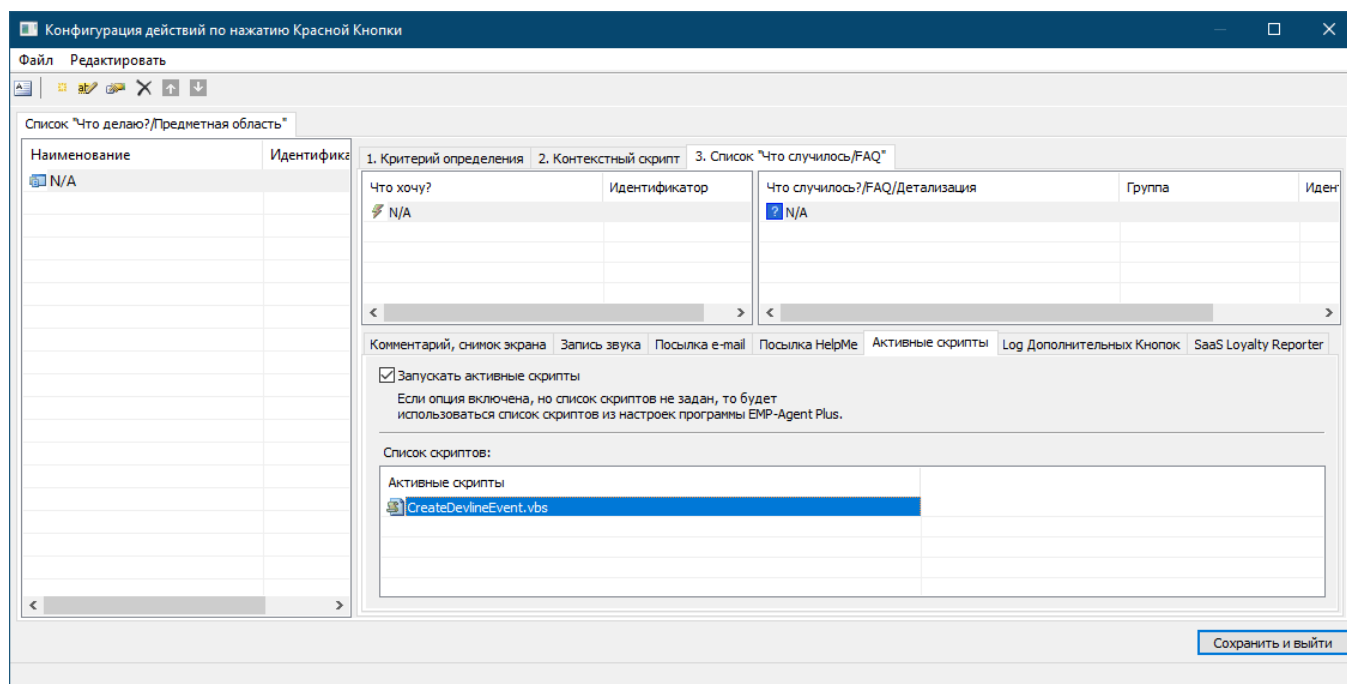 Конфигурация действий по нажатию Красной Кнопки
Файл Редактировать
Список "Что делаю?/Предметная область"
Наименование Идентифика
N/A
1. Критерий определения 2. Контекстный скрипт 3. Список "Что случилось/FAQ"
Что хочу? Идентификатор
N/A
Что случилось?/FAQ/Детализация Группа Иден
N/A
Комментарий, снимок экрана Запись звука Посылка e-mail Посылка HelpMe Активные скрипты Log Дополнительных Кнопок SaaS Loyalty Reporter
Запускать активные скрипты
Если опция включена, но список скриптов не задан, то будет
использоваться список скриптов из настроек программы EMP-Agent Plus.
Список скриптов:
Активные скрипты
CreateDevlineEvent.vbs
Сохранить и выйти